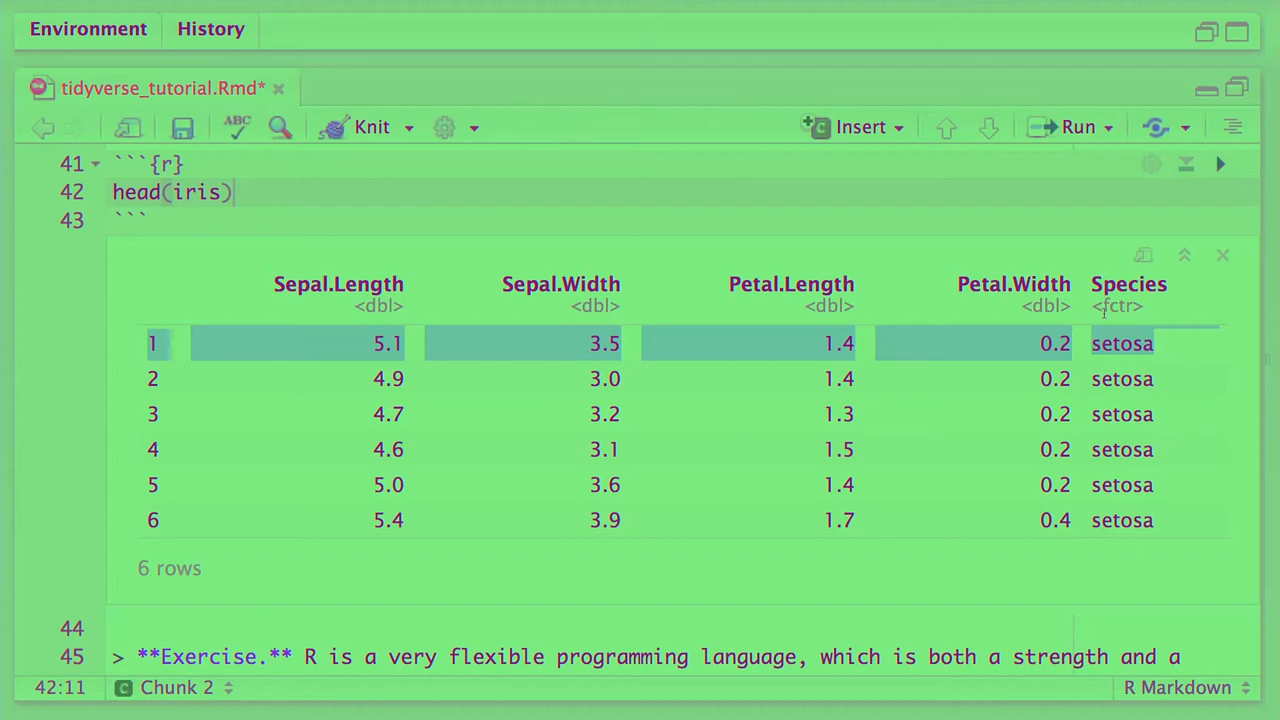 Environment History
tidyverse_tutorial.Rmd*
ABC Knit Insert Run
41 ```{r}
42 head(iris)
43 ```
Sepal.Length Sepal.Width Petal.Length Petal.Width Species
<dbl> <dbl> <dbl> <dbl> <fctr>
1 5.1 3.5 1.4 0.2 setosa
2 4.9 3.0 1.4 0.2 setosa
3 4.7 3.2 1.3 0.2 setosa
4 4.6 3.1 1.5 0.2 setosa
5 5.0 3.6 1.4 0.2 setosa
6 5.4 3.9 1.7 0.4 setosa
6 rows
44
45 > **Exercise.** R is a very flexible programming language, which is both a strength and a
42:11 C Chunk 2 R Markdown